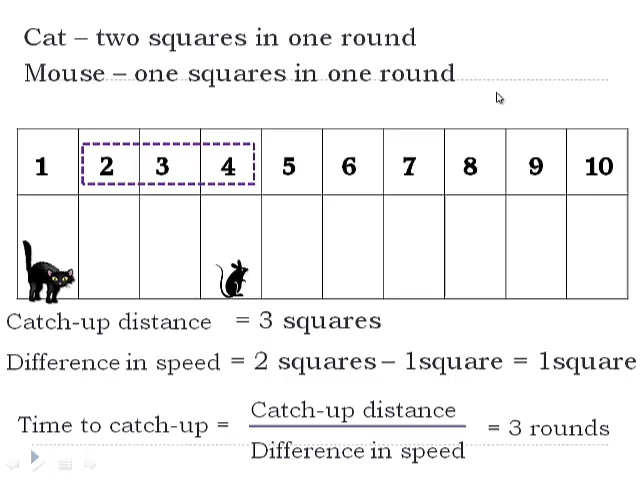 Cat – two squares in one round
Mouse – one squares in one round
1 2 3 4 5 6 7 8 9 10
Catch-up distance = 3 squares
Difference in speed = 2 squares – 1square = 1square
Time to catch-up = Catch-up distance = 3 rounds
Difference in speed